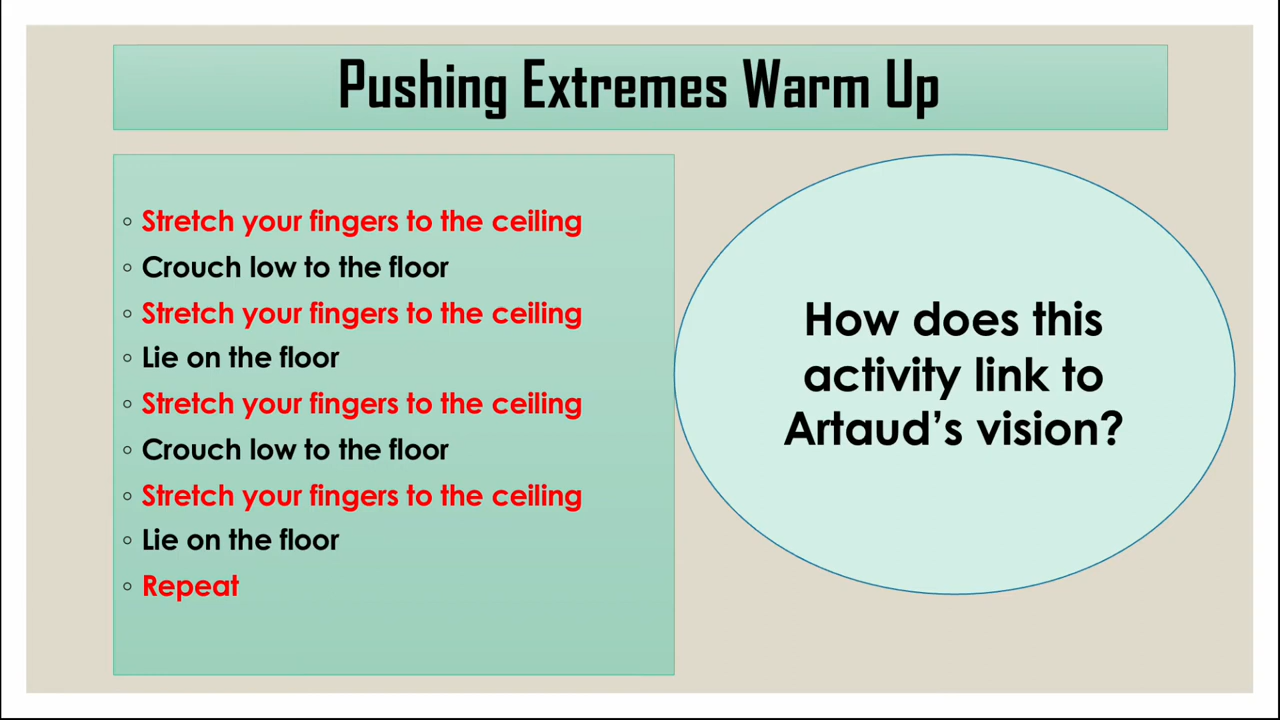 Pushing Extremes Warm Up
◦ Stretch your fingers to the ceiling
◦ Crouch low to the floor
◦ Stretch your fingers to the ceiling
◦ Lie on the floor
◦ Stretch your fingers to the ceiling
◦ Crouch low to the floor
◦ Stretch your fingers to the ceiling
◦ Lie on the floor
◦ Repeat
How does this
activity link to
Artaud’s vision?